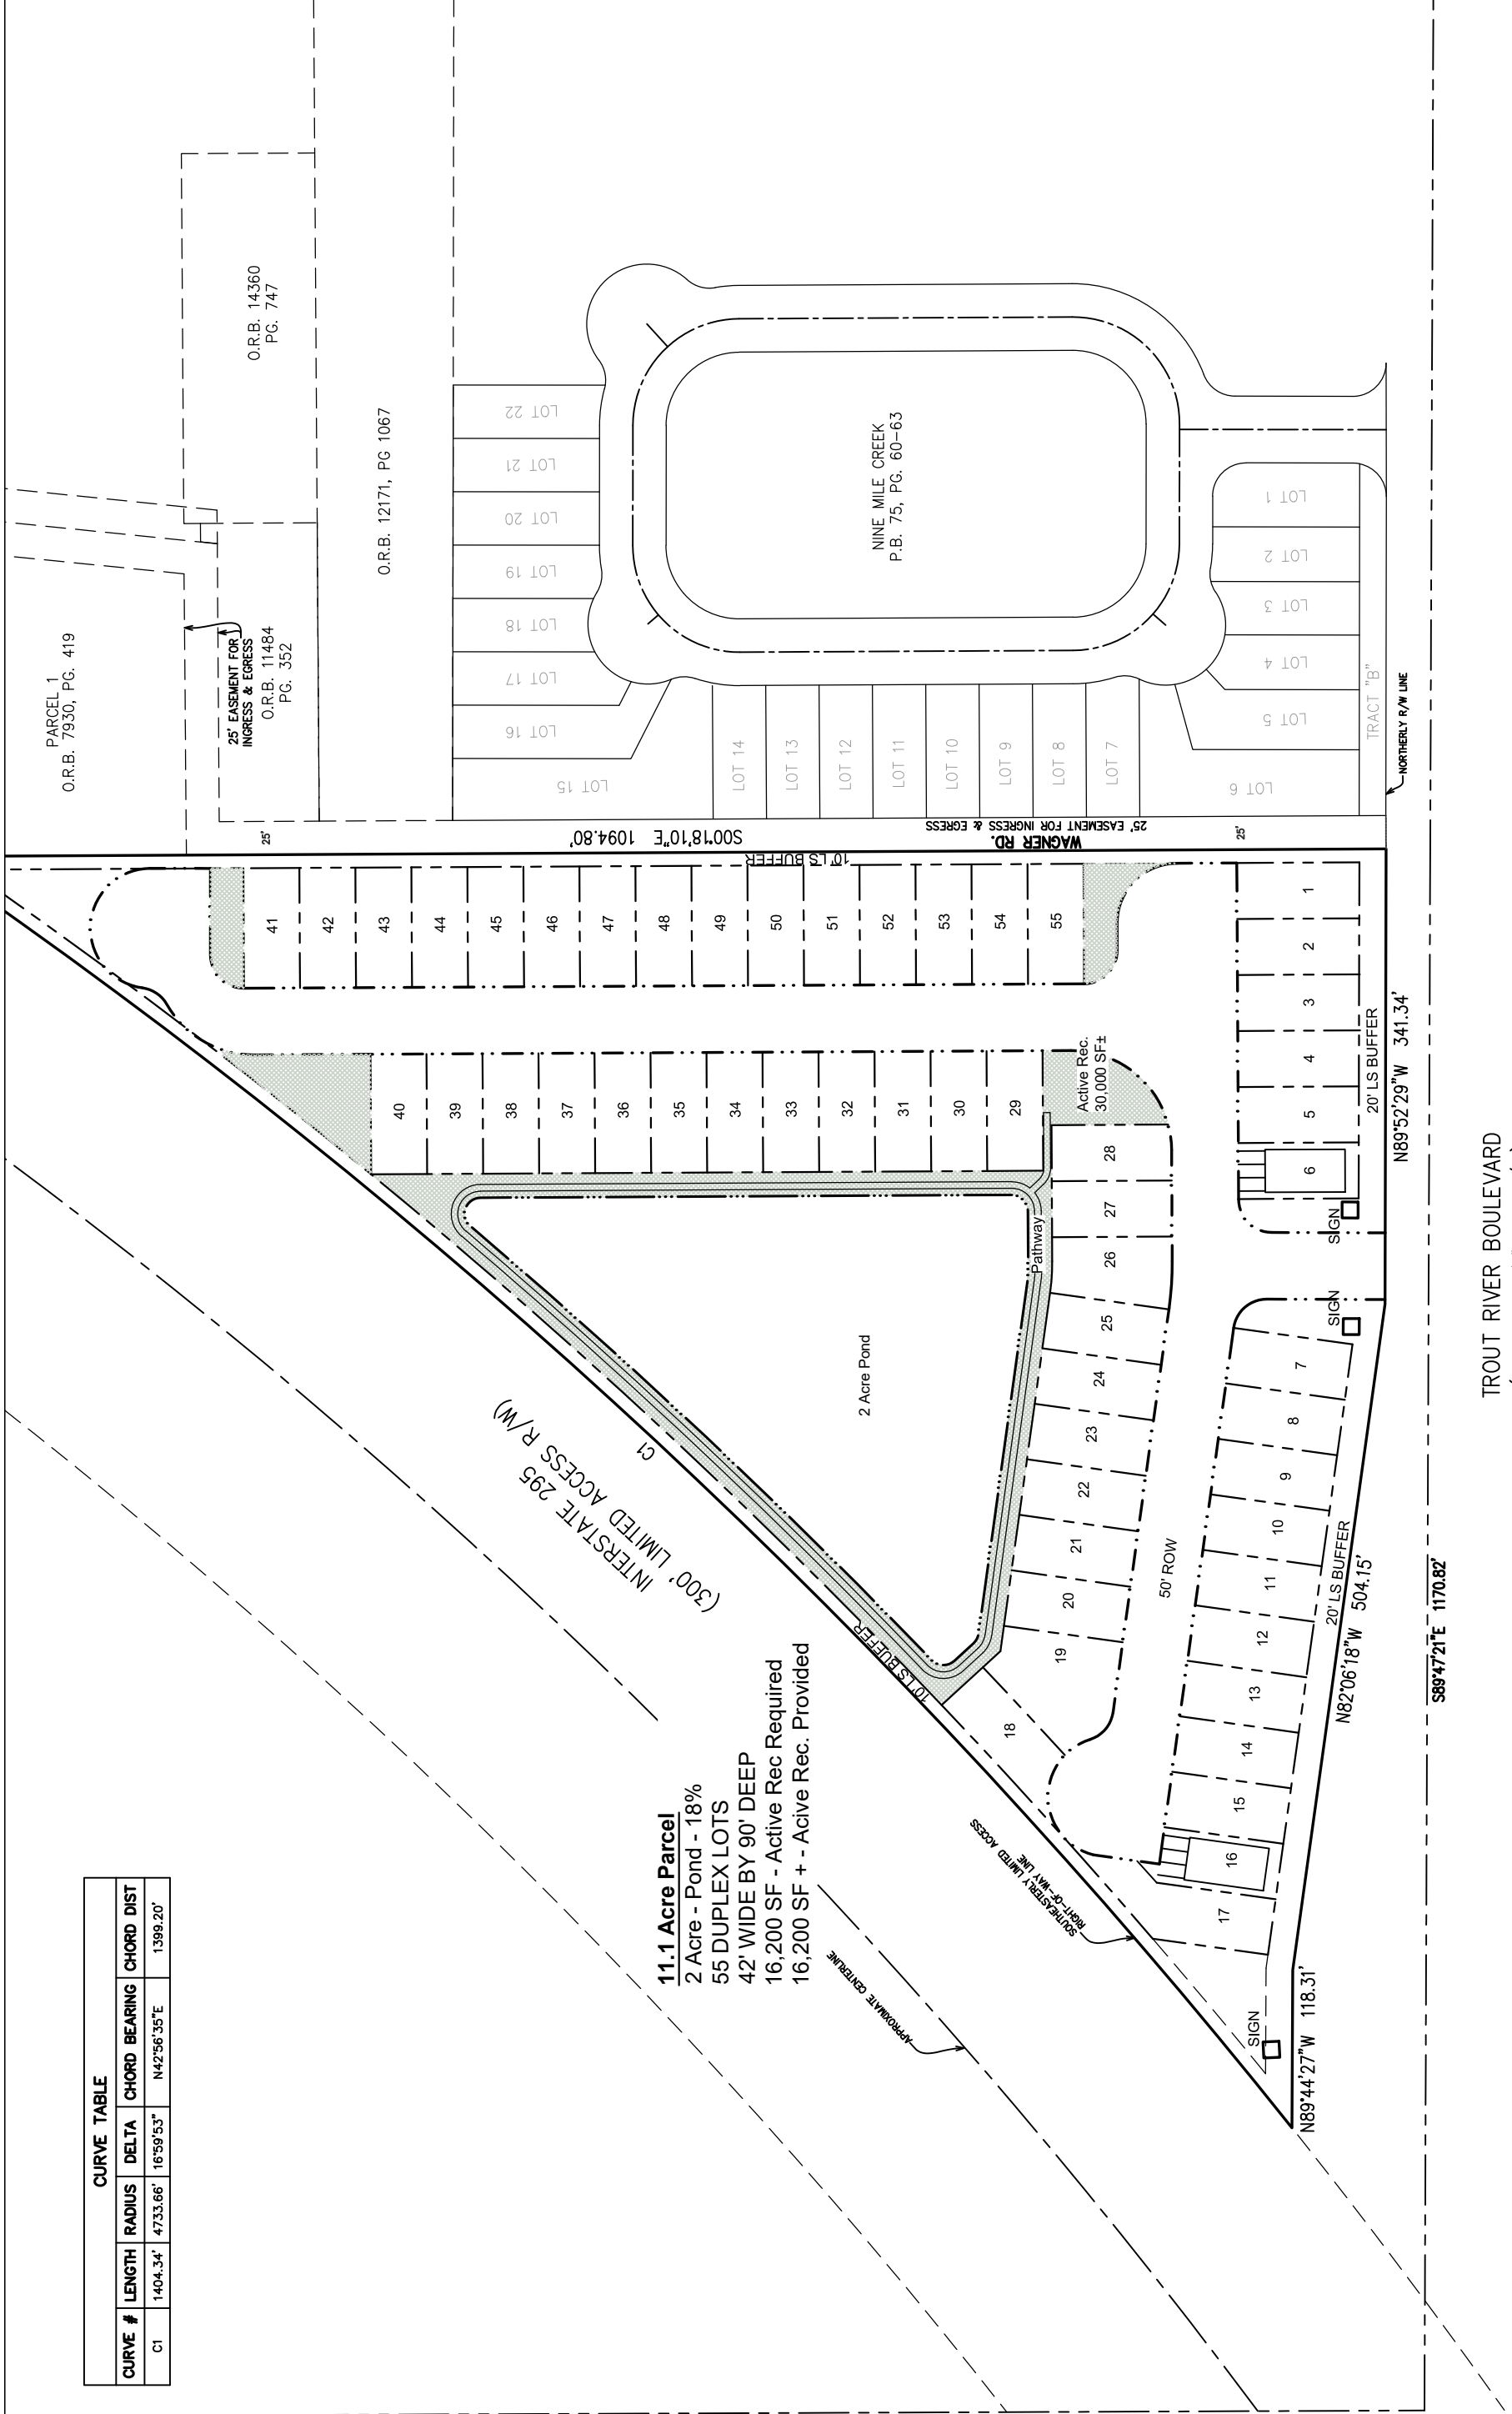 CURVE TABLE
CURVE # LENGTH RADIUS DELTA CHORD BEARING CHORD DIST
C1 1404.34' 4733.66' 16°59'53" N42°56'35"E 1399.20'
PARCEL 1
O.R.B. 7930, PG. 419
25' EASEMENT FOR
INGRESS & EGRESS
O.R.B. 11484
PG. 352
O.R.B. 14360
PG. 747
O.R.B. 12171, PG 1067
25'
LOT 22
LOT 21
LOT 20
LOT 19
LOT 18
LOT 17
LOT 16
LOT 15
LOT 14
LOT 13
LOT 12
LOT 11
LOT 10
LOT 9
LOT 8
LOT 7
LOT 6
LOT 5
LOT 4
LOT 3
LOT 2
LOT 1
NINE MILE CREEK
P.B. 75, PG. 60-63
TRACT "B"
NORTHERLY R/W LINE
S00°18'10"E 1094.80'
25' EASEMENT FOR INGRESS & EGRESS
WAGNER RD.
25'
10' LS BUFFER
41
42
43
44
45
46
47
48
49
50
51
52
53
54
55
40
39
38
37
36
35
34
33
32
31
30
29
Active Rec.
30,000 SF±
28
27
26
25
24
23
22
21
20
19
18
Pathway
2 Acre Pond
1
2
3
4
5
6
SIGN
SIGN
7
8
9
10
11
12
13
14
15
16
17
SIGN
50' ROW
20' LS BUFFER
N89°52'29"W 341.34'
20' LS BUFFER
N82°06'18"W 504.15'
N89°44'27"W 118.31'
S89°47'21"E 1170.82'
TROUT RIVER BOULEVARD
INTERSTATE 295
(300' LIMITED ACCESS R/W)
C1
10' LS BUFFER
SOUTHEASTERLY LIMITED ACCESS
RIGHT-OF-WAY LINE
APPROXIMATE CENTERLINE
11.1 Acre Parcel
2 Acre - Pond - 18%
55 DUPLEX LOTS
42' WIDE BY 90' DEEP
16,200 SF - Active Rec Required
16,200 SF + - Acive Rec. Provided